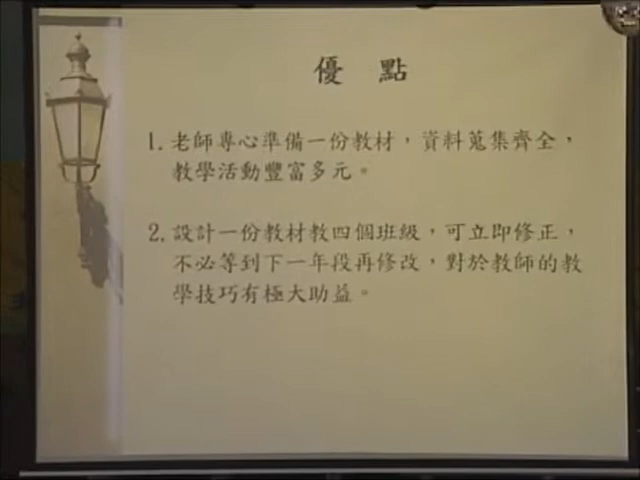 優 點
1. 老師專心準備一份教材，資料蒐集齊全，
教學活動豐富多元。
2. 設計一份教材教四個班級，可立即修正，
不必等到下一年段再修改，對於教師的教
學技巧有極大助益。